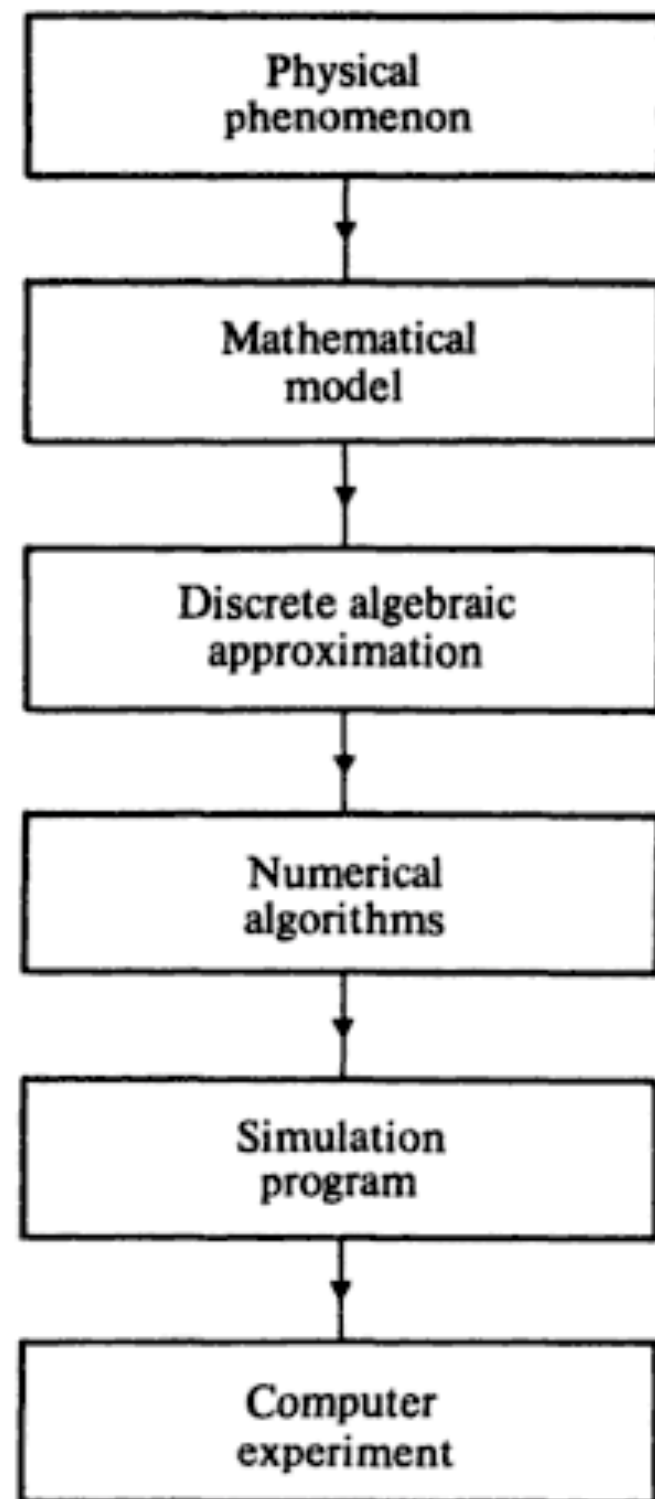 Physical
phenomenon
Mathematical
model
Discrete algebraic
approximation
Numerical
algorithms
Simulation
program
Computer
experiment